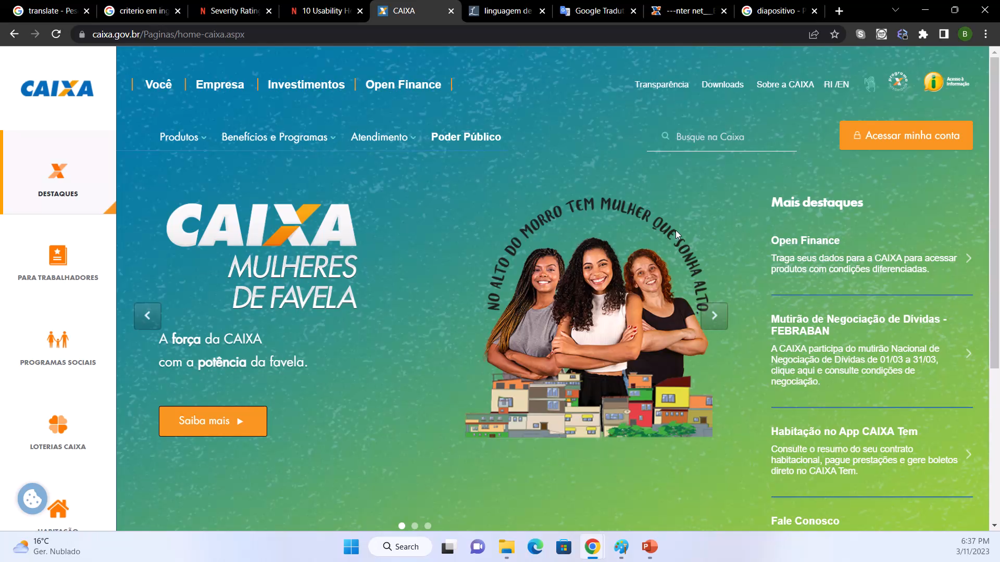 translate - Pes
criterio em ing
Severity Rating
10 Usability H
CAIXA
linguagem de
Google Tradut
---nter net__
diapositivo - P
caixa.gov.br/Paginas/home-caixa.aspx
B
CAIXA
Você
Empresa
Investimentos
Open Finance
Transparência
Downloads
Sobre a CAIXA
RI /EN
programa
INTEGRIDADE
Acesso à
Informação
Produtos
Benefícios e Programas
Atendimento
Poder Público
Busque na Caixa
Acessar minha conta
DESTAQUES
PARA TRABALHADORES
PROGRAMAS SOCIAIS
LOTERIAS CAIXA
HABITAÇÃO
CAIXA
MULHERES
DE FAVELA
A força da CAIXA
com a potência da favela.
Saiba mais
NO ALTO DO MORRO TEM MULHER QUE SONHA ALTO.
Mais destaques
Open Finance
Traga seus dados para a CAIXA para acessar
produtos com condições diferenciadas.
Mutirão de Negociação de Dívidas -
FEBRABAN
A CAIXA participa do mutirão Nacional de
Negociação de Dívidas de 01/03 a 31/03,
clique aqui e consulte condições de
negociação.
Habitação no App CAIXA Tem
Consulte o resumo do seu contrato
habitacional, pague prestações e gere boletos
direto no CAIXA Tem.
Fale Conosco
16°C
Ger. Nublado
Search
6:37 PM
3/11/2023